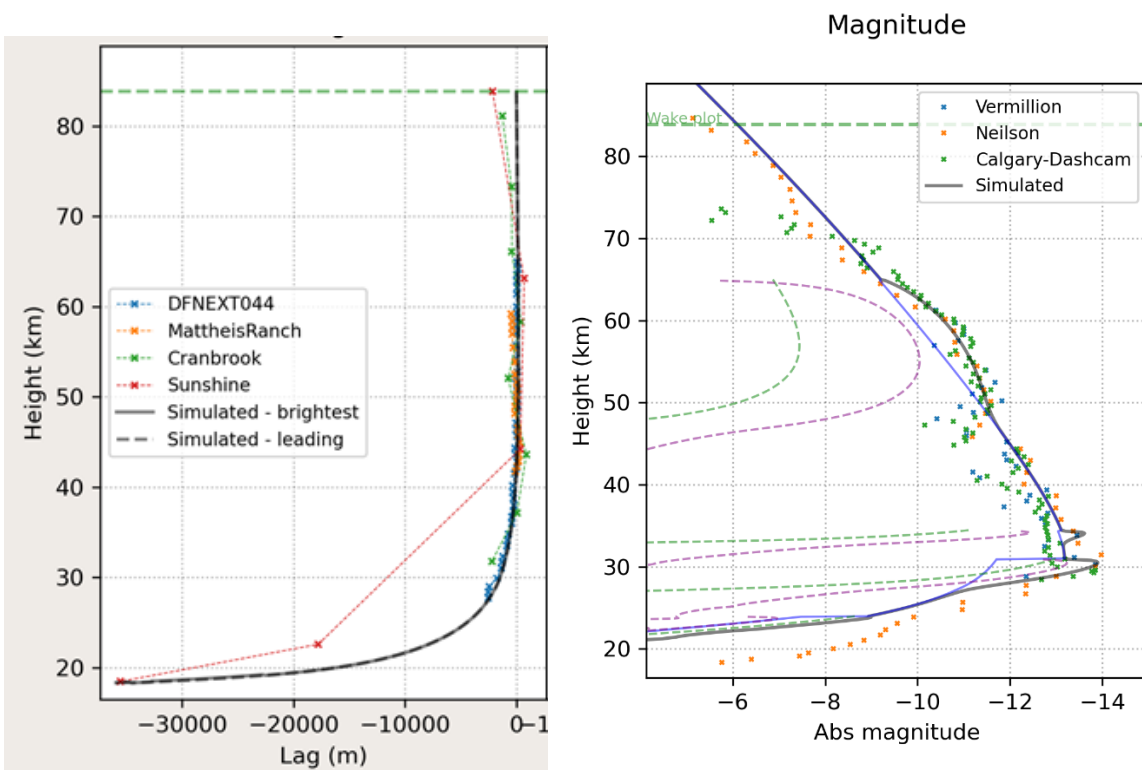 80
70
60
50
40
30
20
Height (km)
DFNEXT044
MattheisRanch
Cranbrook
Sunshine
Simulated - brightest
Simulated - leading
−30000
−20000
−10000
0
−1
Lag (m)
Magnitude
Wake plot
Vermillion
Neilson
Calgary-Dashcam
Simulated
80
70
60
50
40
30
20
Height (km)
−6
−8
−10
−12
−14
Abs magnitude